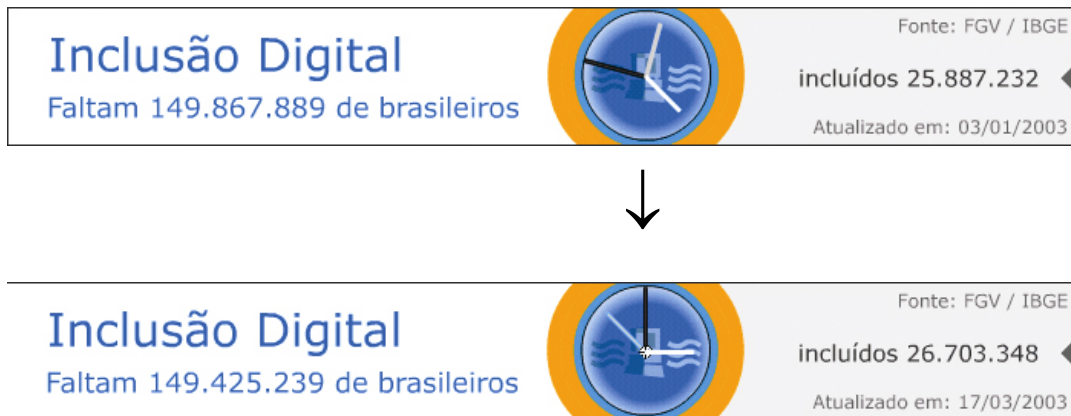 Inclusão Digital
Faltam 149.867.889 de brasileiros
Fonte: FGV / IBGE
incluídos 25.887.232
Atualizado em: 03/01/2003
Inclusão Digital
Faltam 149.425.239 de brasileiros
Fonte: FGV / IBGE
incluídos 26.703.348
Atualizado em: 17/03/2003